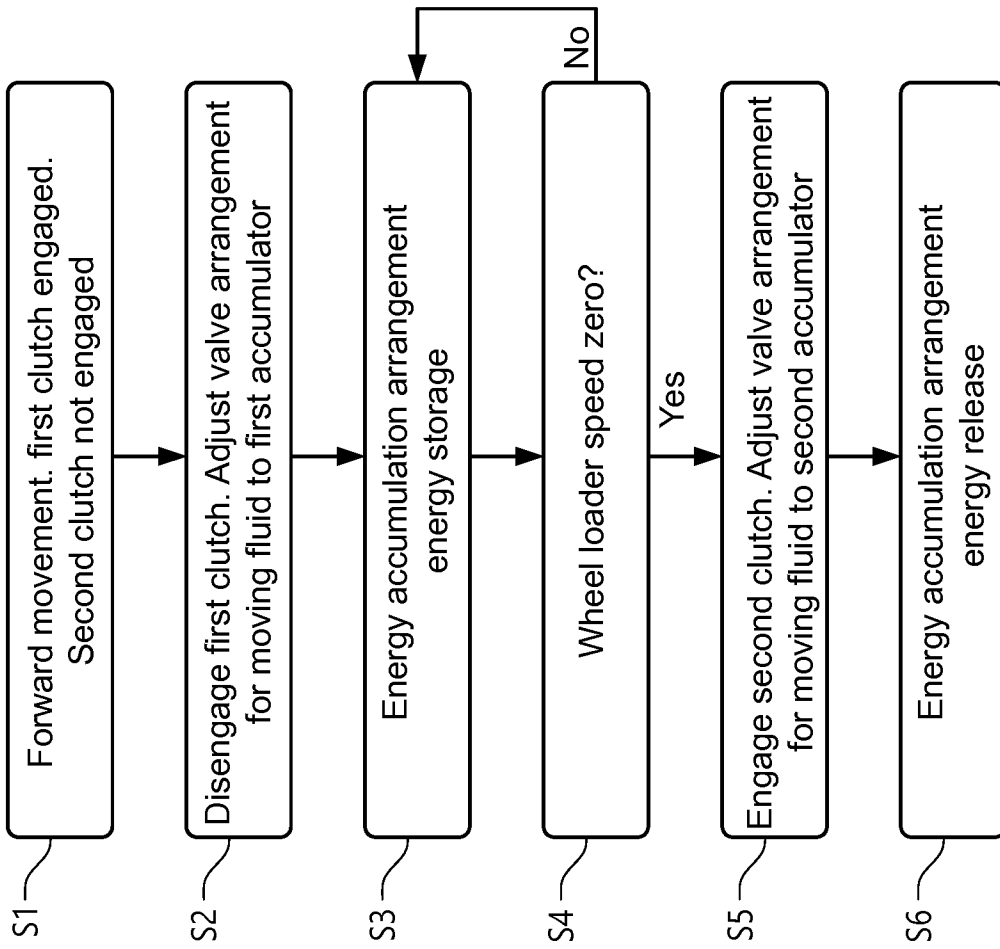 S1
Forward movement. first clutch engaged.
Second clutch not engaged
S2
Disengage first clutch. Adjust valve arrangement
for moving fluid to first accumulator
S3
Energy accumulation arrangement
energy storage
S4
Wheel loader speed zero?
No
Yes
S5
Engage second clutch. Adjust valve arrangement
for moving fluid to second accumulator
S6
Energy accumulation arrangement
energy release